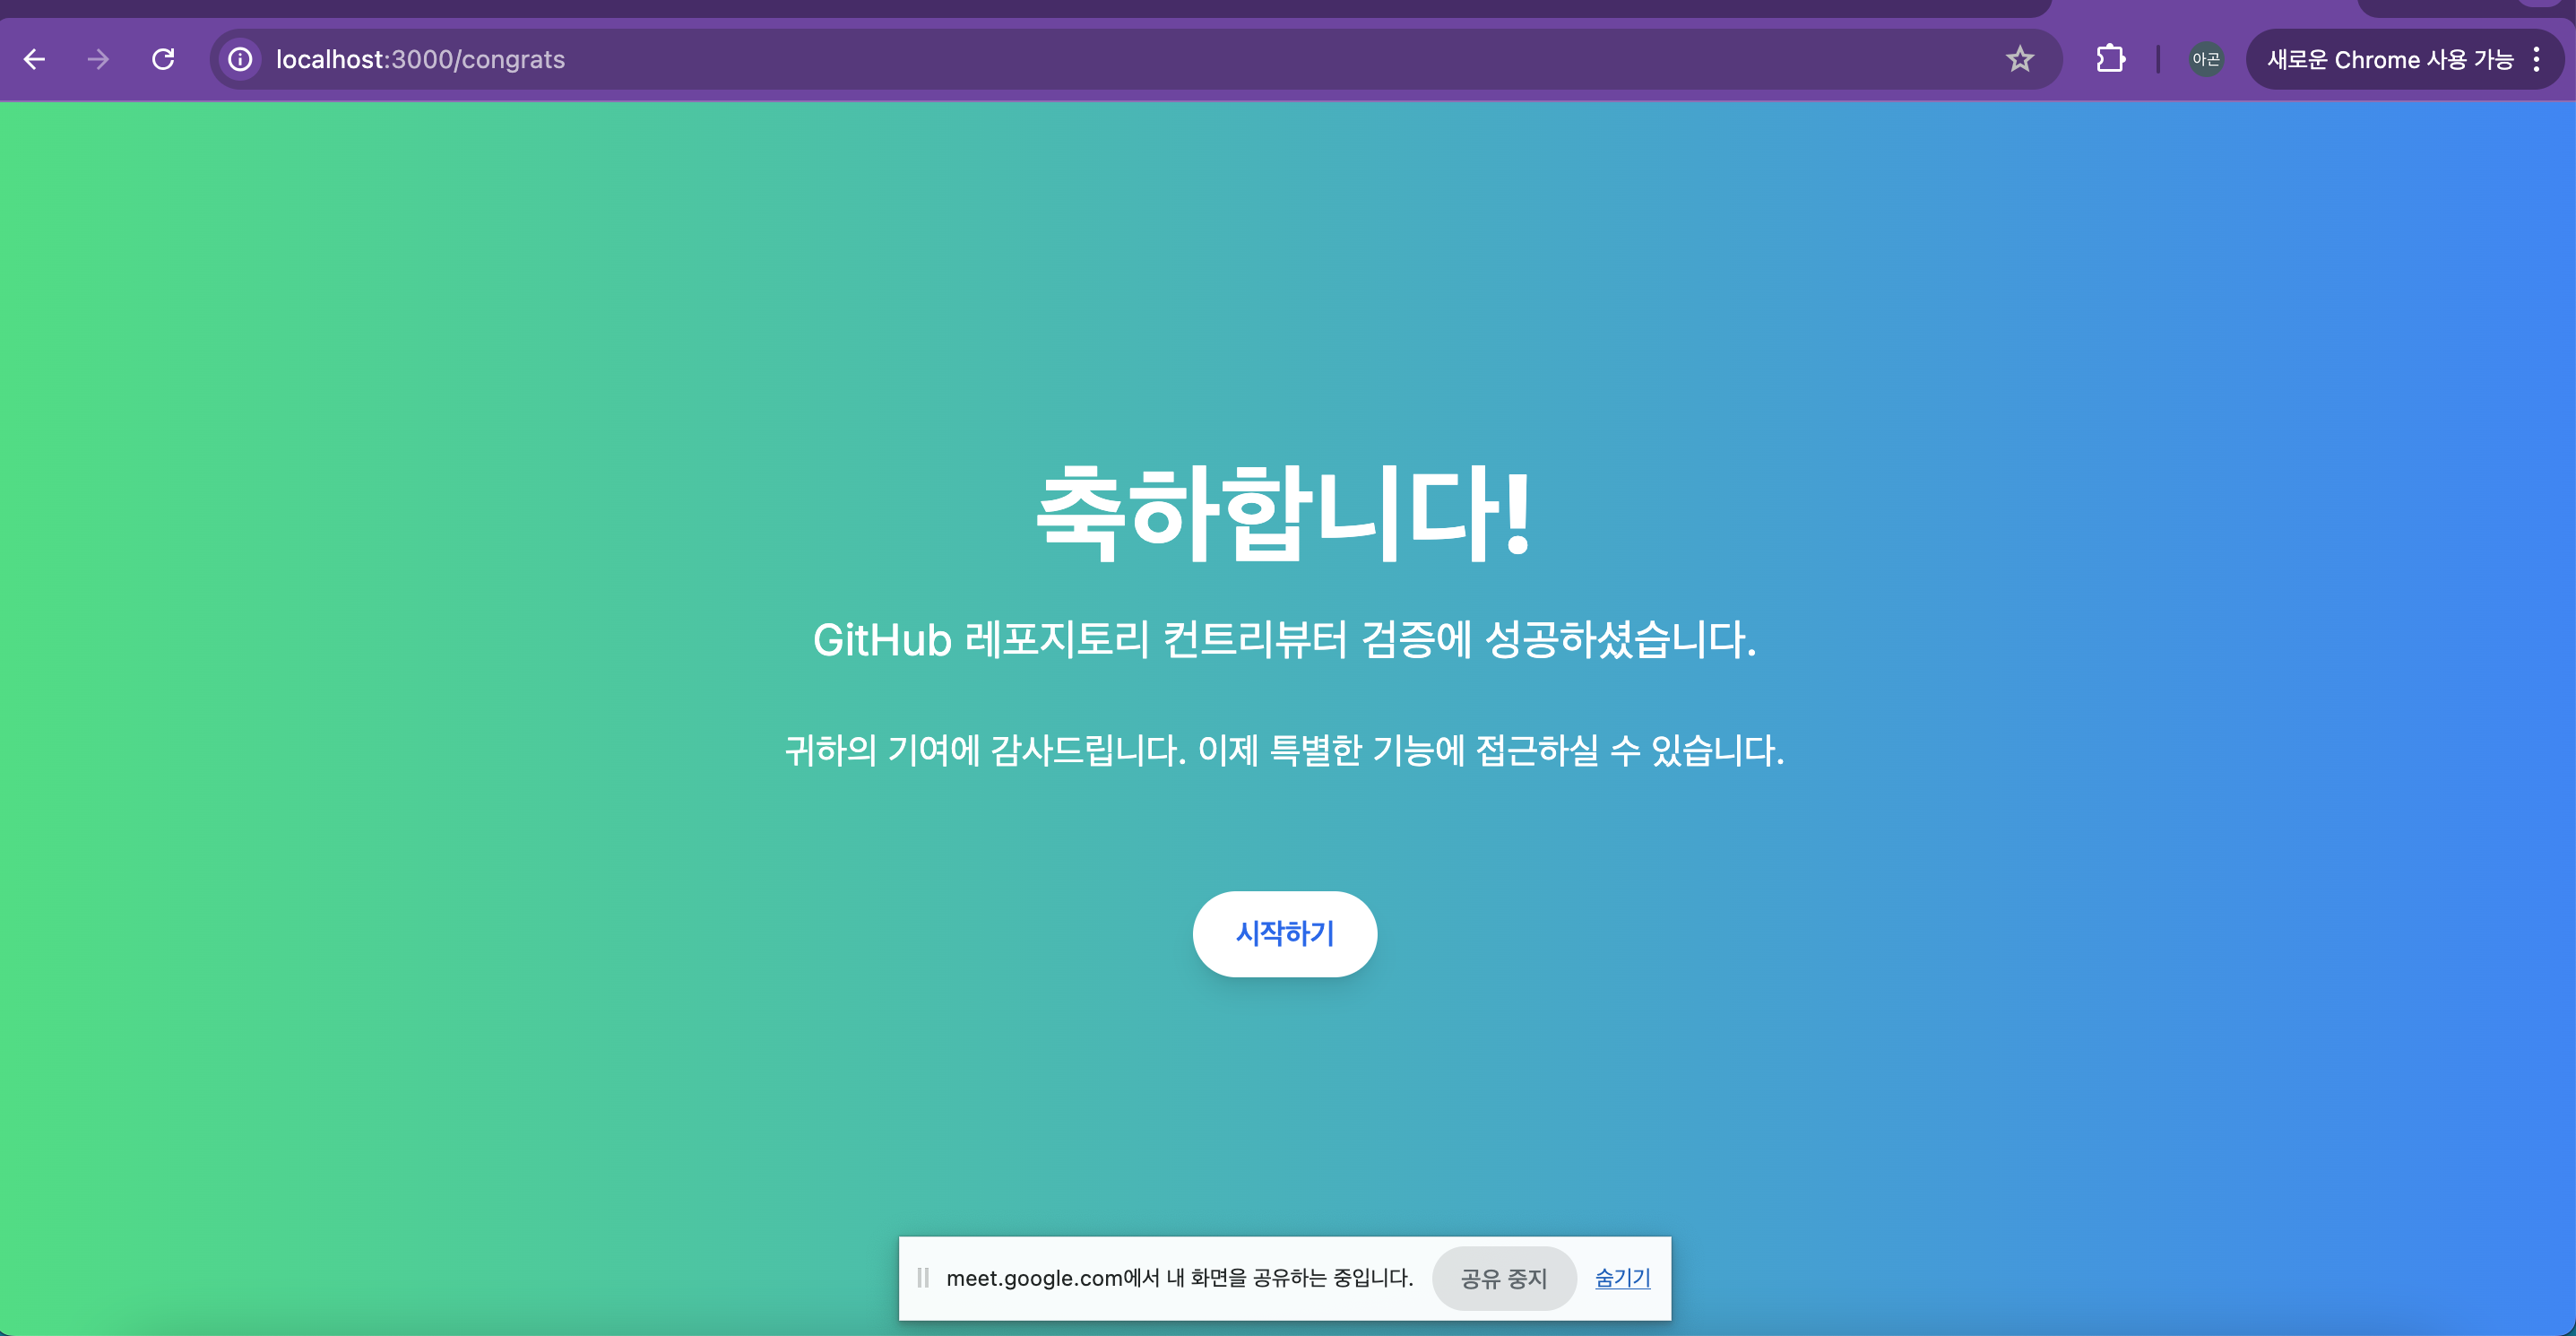 localhost:3000/congrats
아곤
새로운 Chrome 사용 가능
축하합니다!
GitHub 레포지토리 컨트리뷰터 검증에 성공하셨습니다.
귀하의 기여에 감사드립니다. 이제 특별한 기능에 접근하실 수 있습니다.
시작하기
meet.google.com에서 내 화면을 공유하는 중입니다.
공유 중지
숨기기